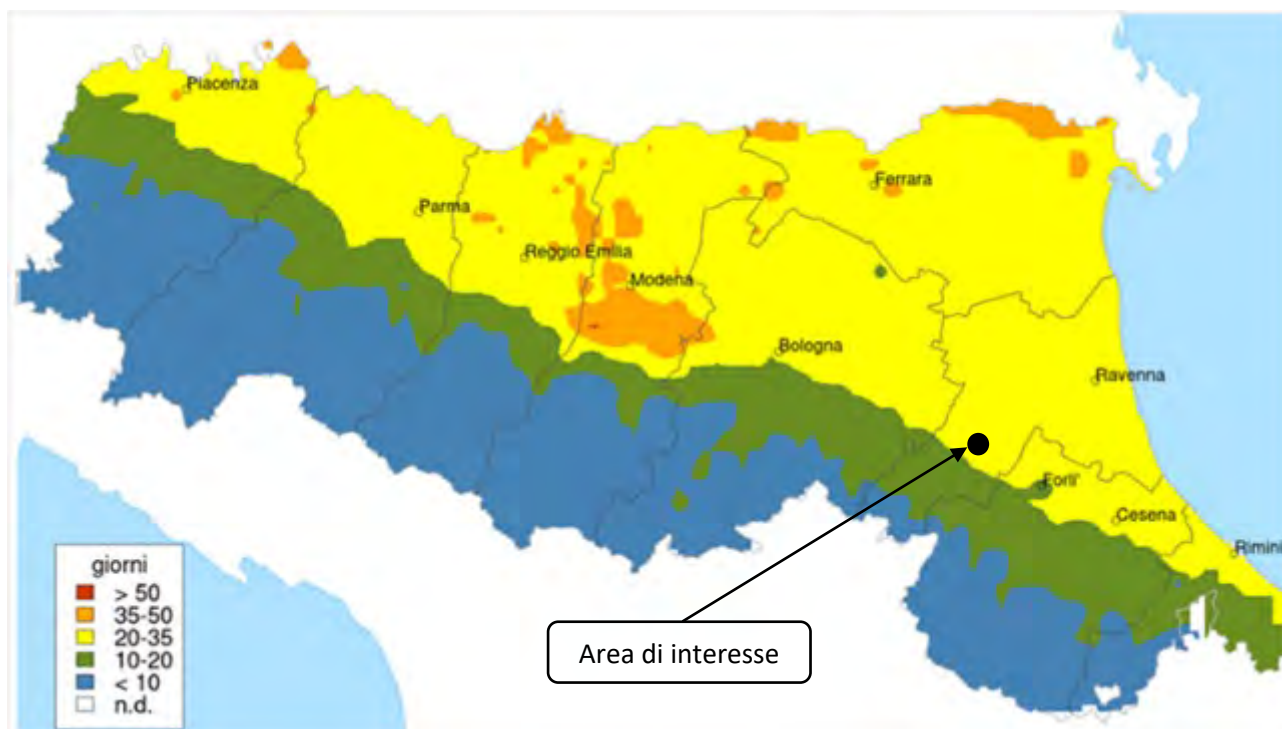 Piacenza
Parma
Reggio Emilia
Modena
Ferrara
Bologna
Ravenna
Forli'
Cesena
Rimini
Area di interesse
giorni
> 50
35-50
20-35
10-20
< 10
n.d.